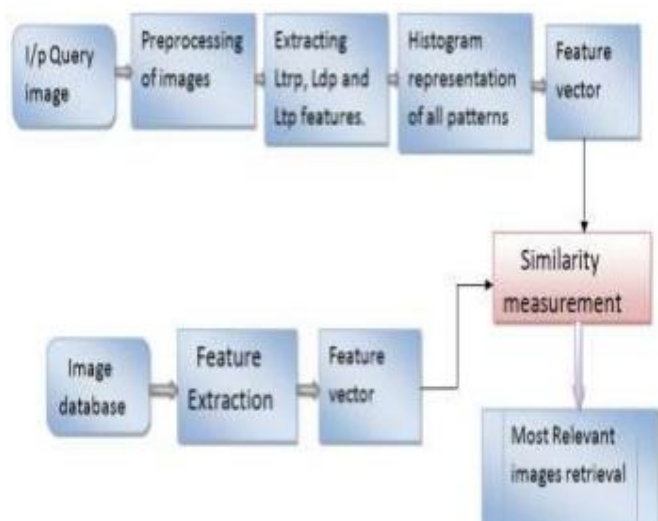 I/p Query
image
Preprocessing
of images
Extracting
Ltrp, Ldp and
Ltp features.
Histogram
representation
of all patterns
Feature
vector
Similarity
measurement
Image
database
Feature
Extraction
Feature
vector
Most Relevant
images retrieval